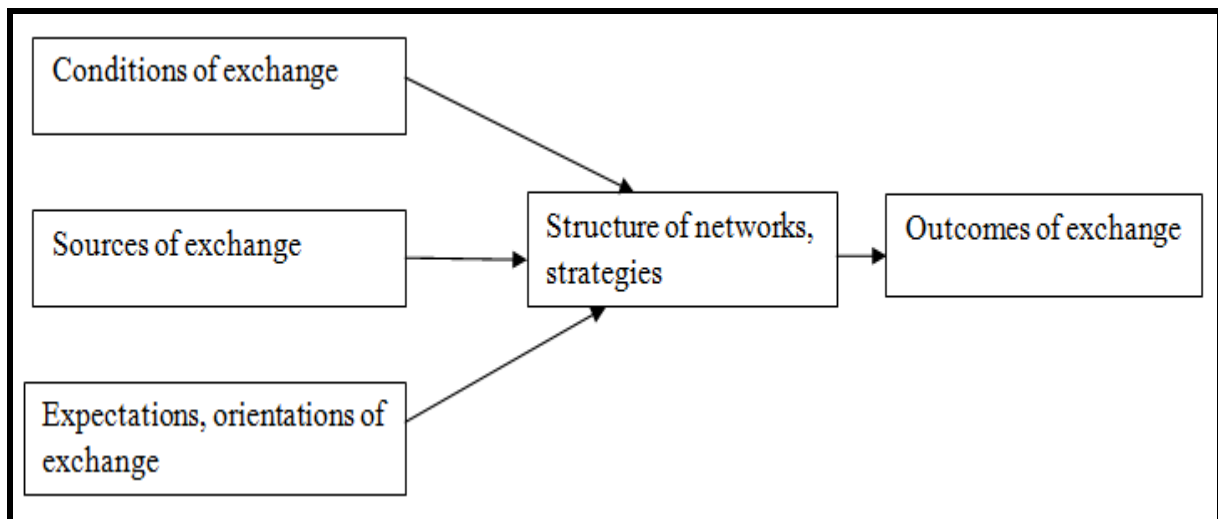 Conditions of exchange
Sources of exchange
Expectations, orientations of
exchange
Structure of networks,
strategies
Outcomes of exchange